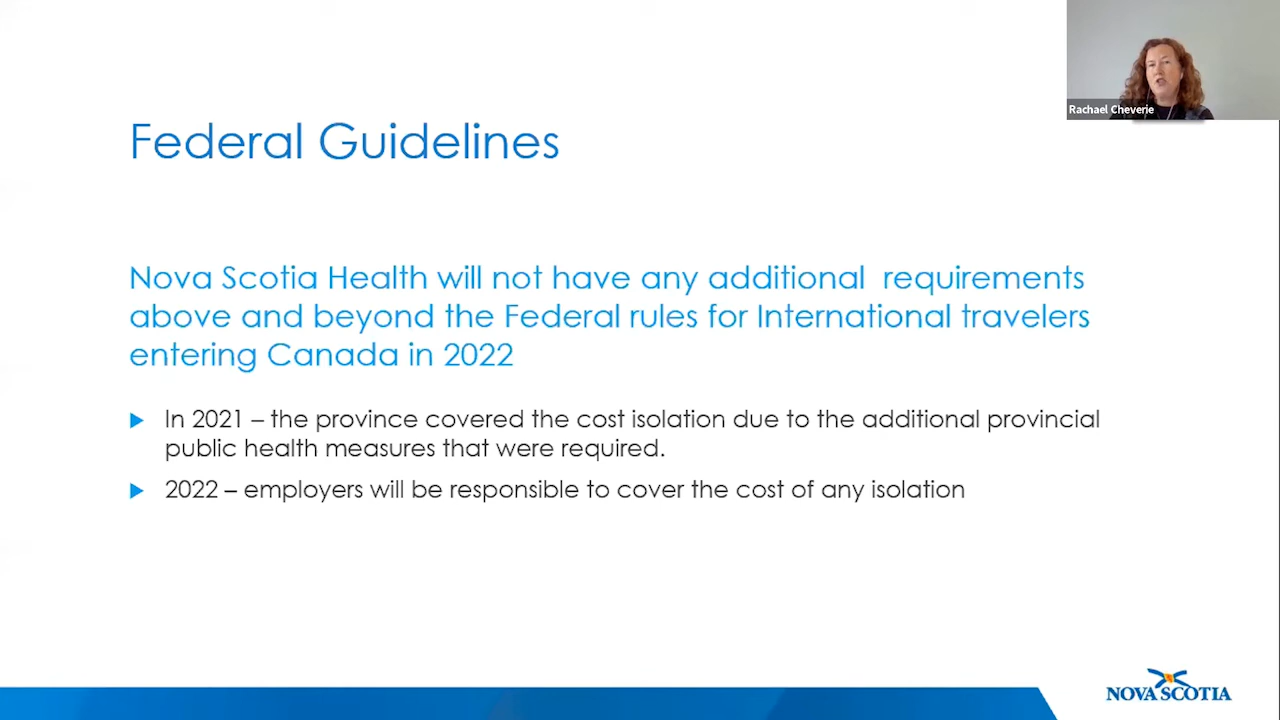 Rachael Cheverie
Federal Guidelines
Nova Scotia Health will not have any additional  requirements
above and beyond the Federal rules for International travelers
entering Canada in 2022
In 2021 – the province covered the cost isolation due to the additional provincial
public health measures that were required.
2022 – employers will be responsible to cover the cost of any isolation
NOVA SCOTIA